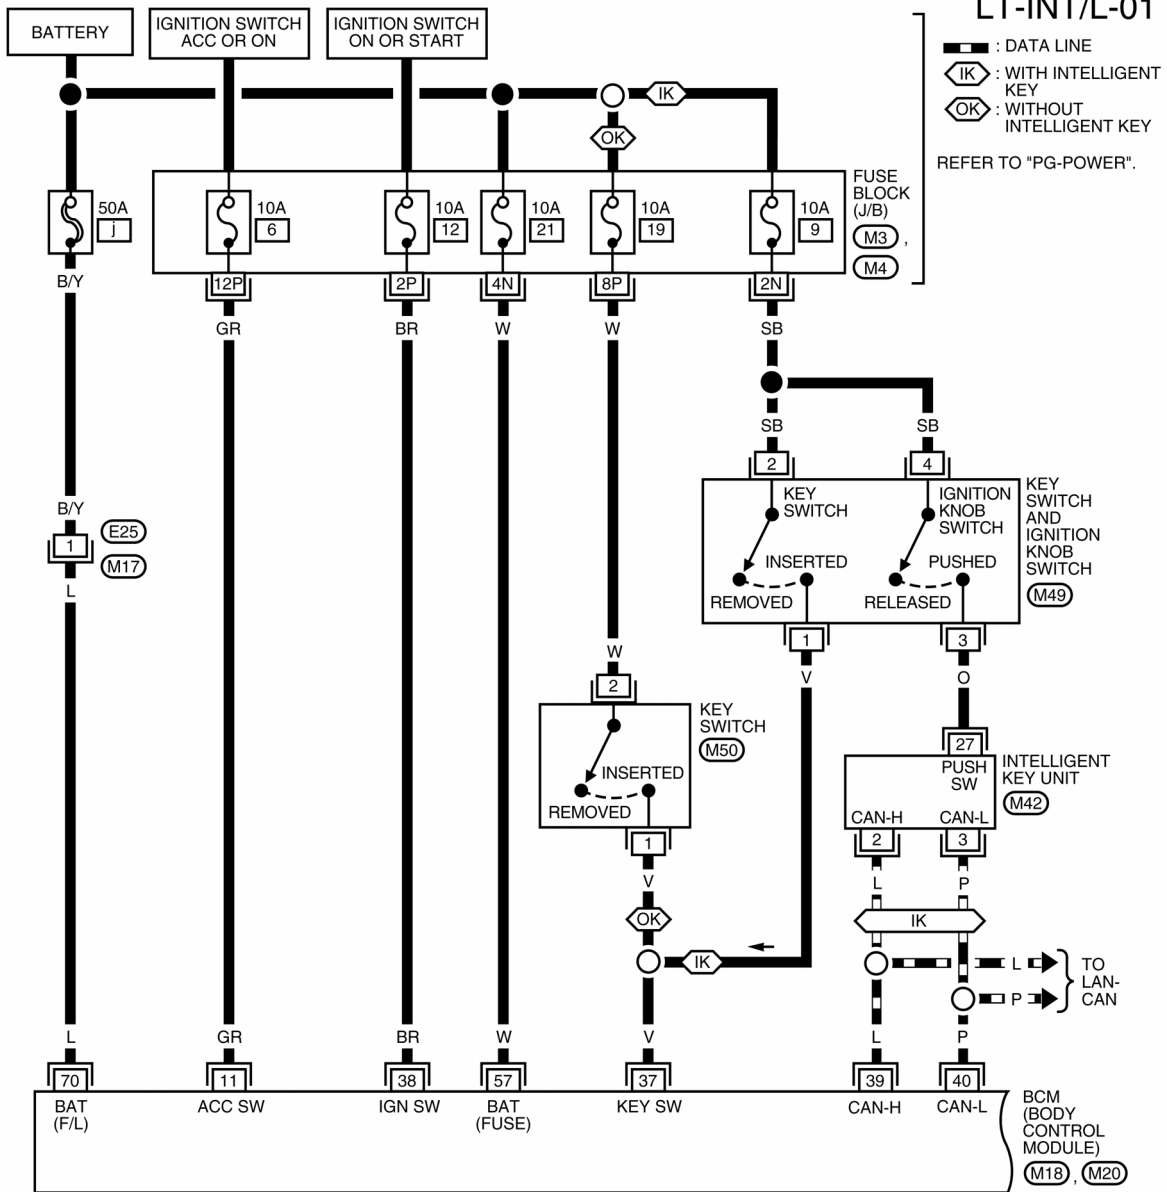 LT-INT/L-01
BATTERY
IGNITION SWITCH
ACC OR ON
IGNITION SWITCH
ON OR START
: DATA LINE
IK : WITH INTELLIGENT
KEY
OK : WITHOUT
INTELLIGENT KEY
REFER TO "PG-POWER".
IK
OK
50A
j
10A
6
10A
12
10A
21
10A
19
10A
9
FUSE
BLOCK
(J/B)
M3 ,
M4
B/Y
12P
2P
4N
8P
2N
GR
BR
W
W
SB
SB
SB
B/Y
1
E25
M17
L
2
4
KEY
SWITCH
IGNITION
KNOB
SWITCH
INSERTED
REMOVED
PUSHED
RELEASED
KEY
SWITCH
AND
IGNITION
KNOB
SWITCH
M49
1
3
V
O
W
2
KEY
SWITCH
M50
INSERTED
REMOVED
1
V
OK
IK
27
PUSH
SW
CAN-H
CAN-L
INTELLIGENT
KEY UNIT
M42
2
3
L
P
IK
L
P
TO
LAN-
CAN
L
GR
BR
W
V
L
P
70
11
38
57
37
39
40
BAT
(F/L)
ACC SW
IGN SW
BAT
(FUSE)
KEY SW
CAN-H
CAN-L
BCM
(BODY
CONTROL
MODULE)
M18 , M20